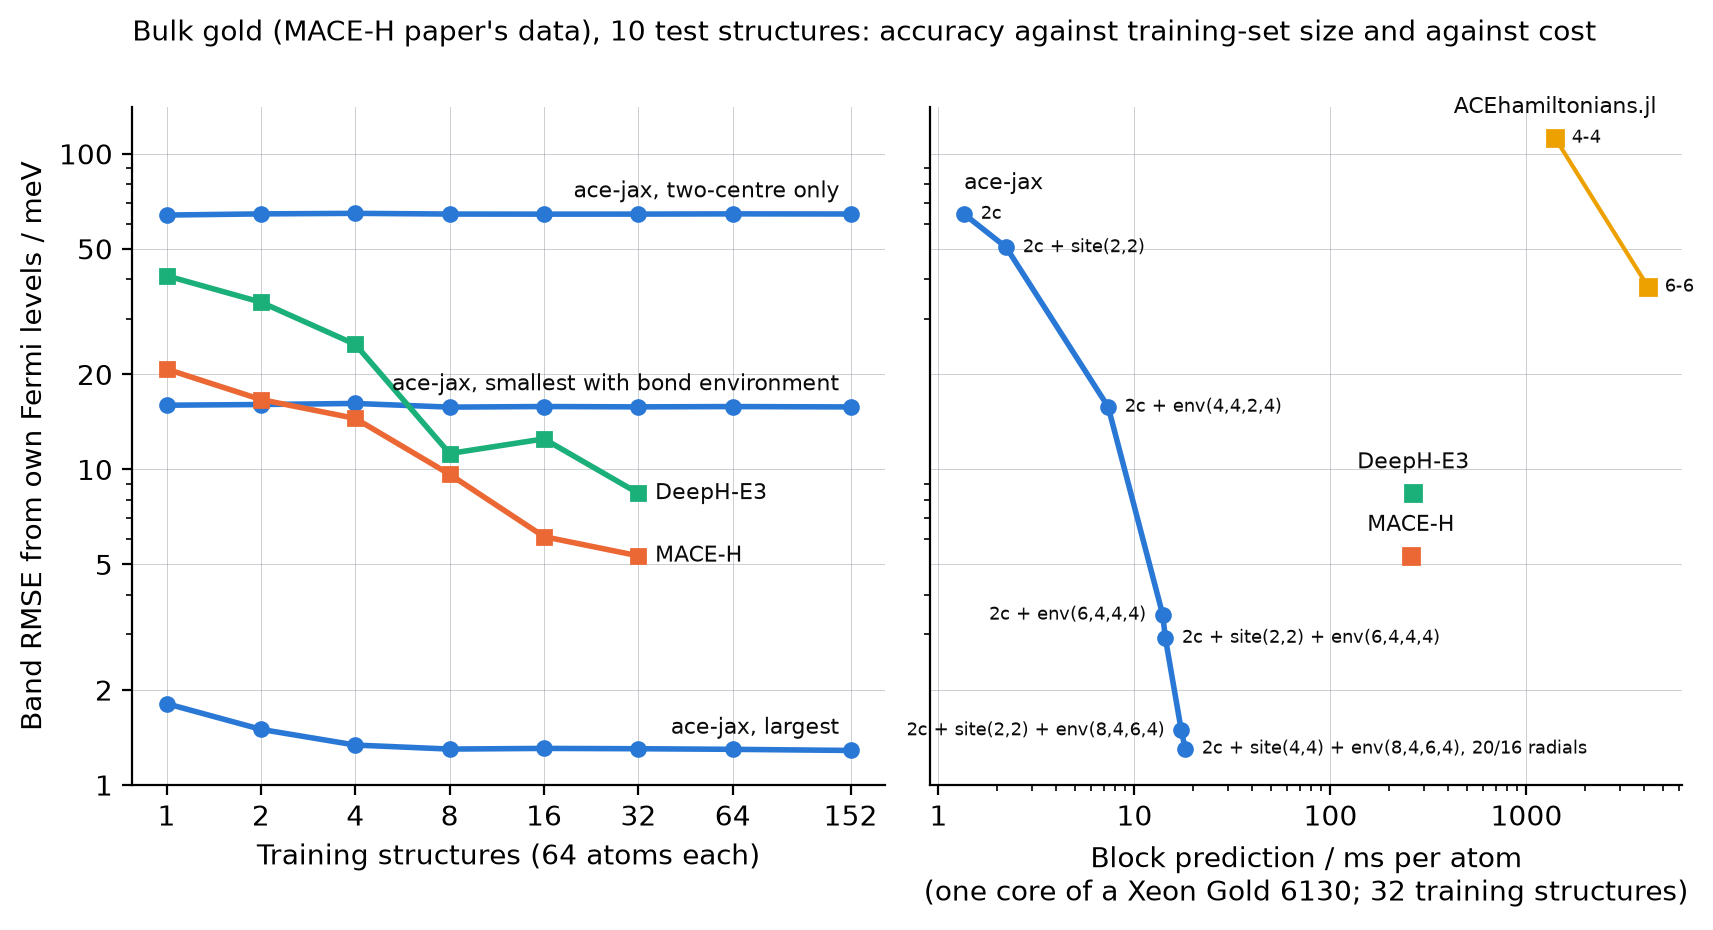 Bulk gold (MACE-H paper's data), 10 test structures: accuracy against training-set size and against cost
Band RMSE from own Fermi levels / meV
100
50
20
10
5
2
1
ace-jax, two-centre only
ace-jax, smallest with bond environment
DeepH-E3
MACE-H
ace-jax, largest
1
2
4
8
16
32
64
152
Training structures (64 atoms each)
ACEhamiltonians.jl
4-4
6-6
ace-jax
2c
2c + site(2,2)
2c + env(4,4,2,4)
DeepH-E3
MACE-H
2c + env(6,4,4,4)
2c + site(2,2) + env(6,4,4,4)
2c + site(2,2) + env(8,4,6,4)
2c + site(4,4) + env(8,4,6,4), 20/16 radials
1
10
100
1000
Block prediction / ms per atom
(one core of a Xeon Gold 6130; 32 training structures)